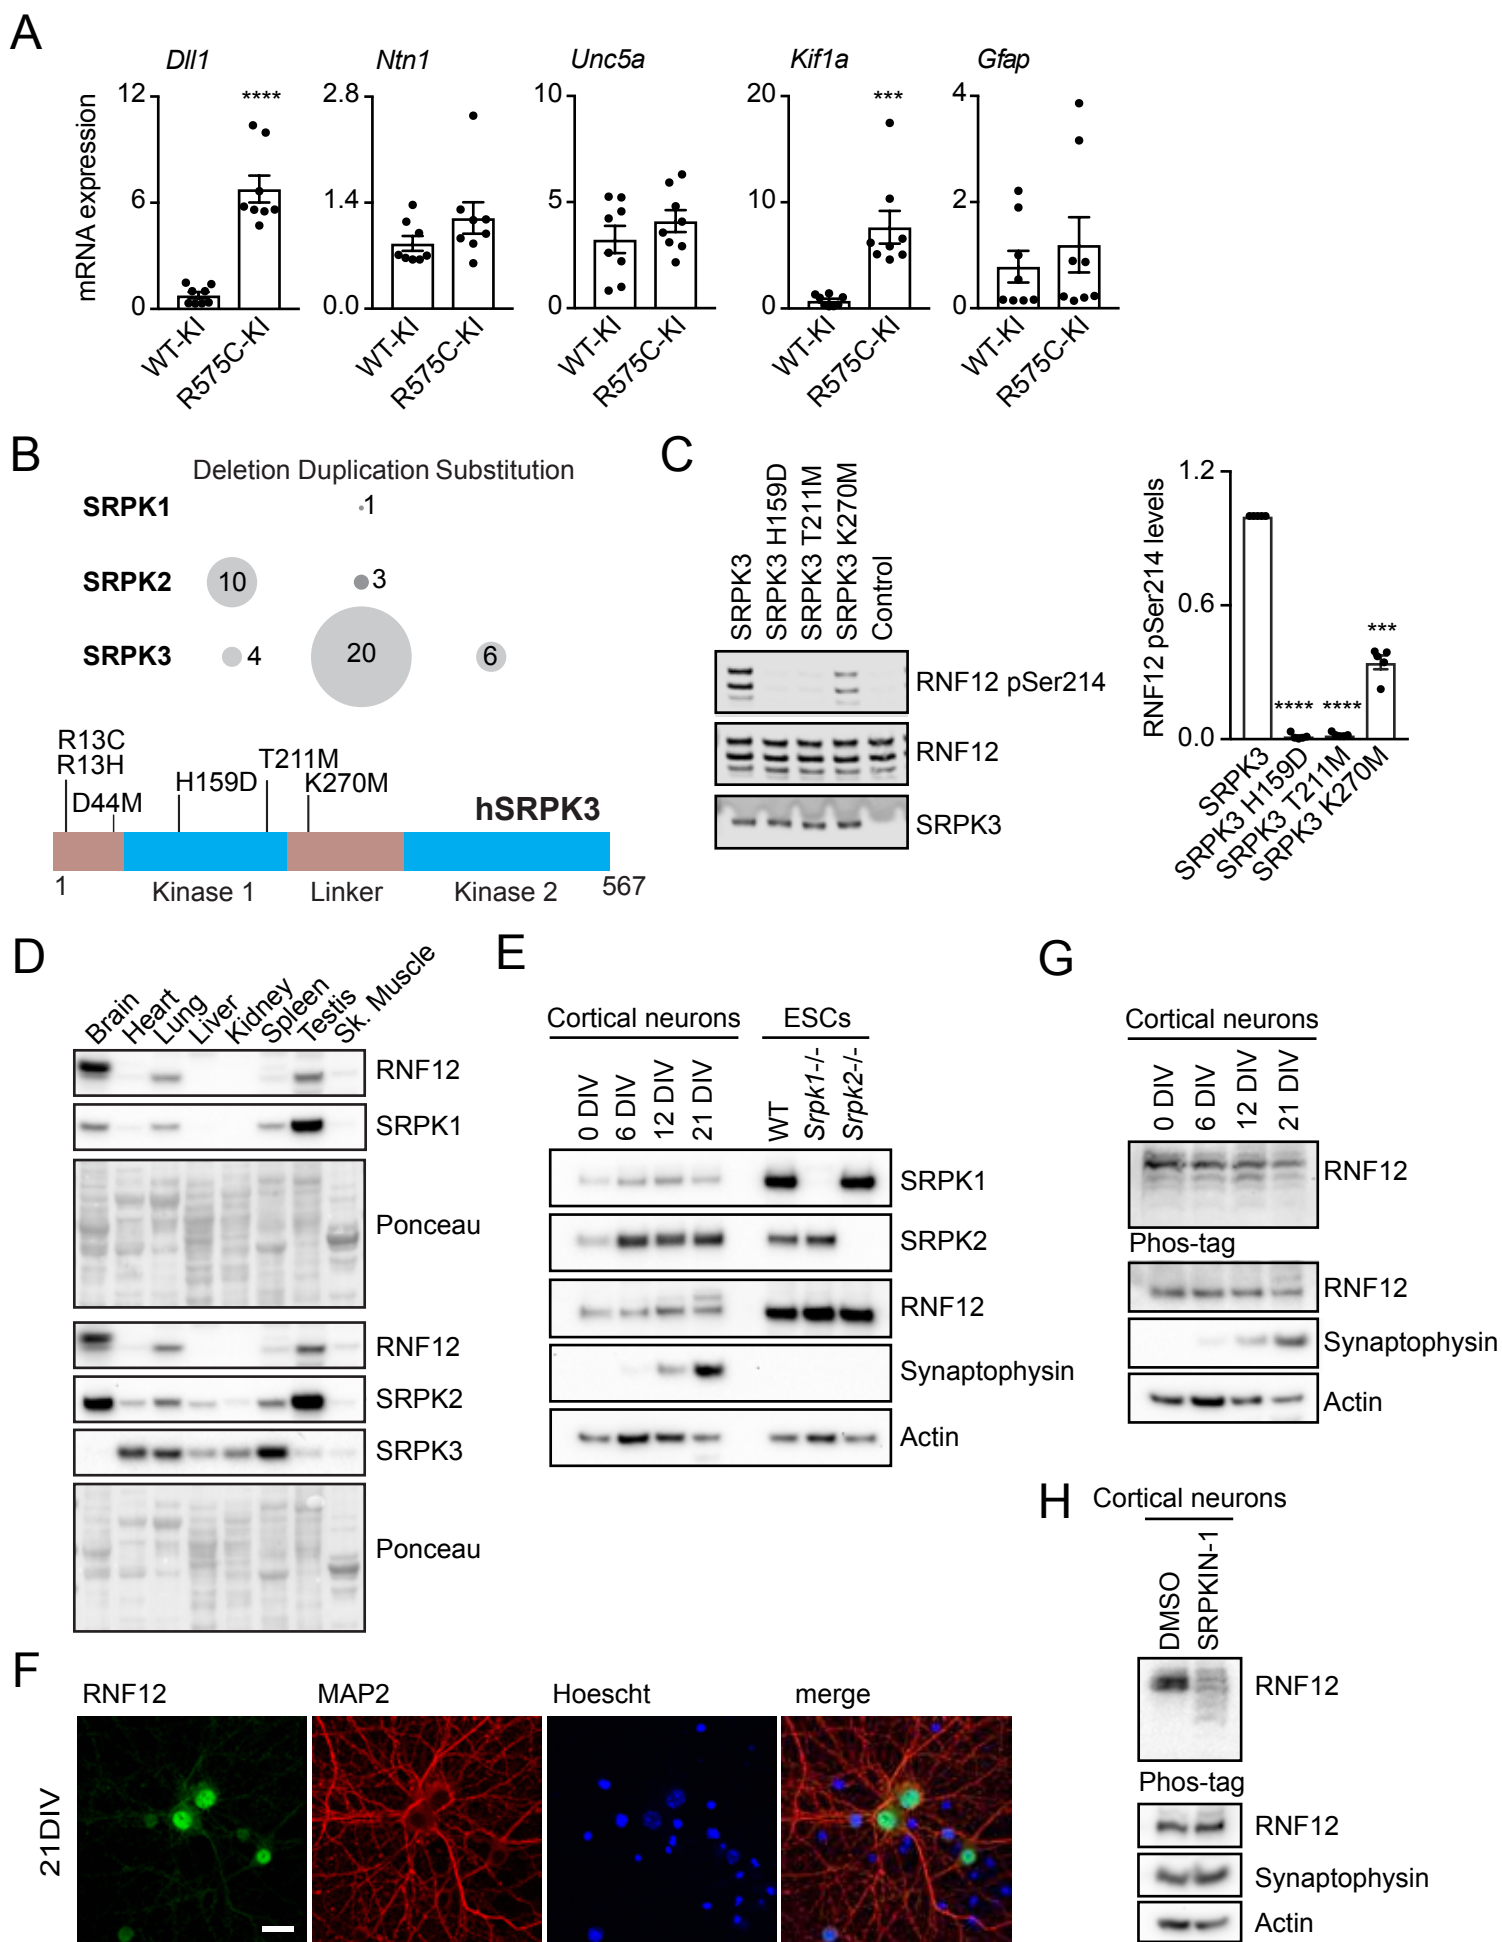 A
Dll1
Ntn1
Unc5a
Kif1a
Gfap
mRNA expression
12
6
0
****
WT-KI
R575C-KI
2.8
1.4
0.0
WT-KI
R575C-KI
10
5
0
WT-KI
R575C-KI
20
10
0
***
WT-KI
R575C-KI
4
2
0
WT-KI
R575C-KI
B
Deletion Duplication Substitution
SRPK1
1
SRPK2
10
3
SRPK3
4
20
6
R13C
R13H
D44M
H159D
T211M
K270M
hSRPK3
1
Kinase 1
Linker
Kinase 2
567
C
SRPK3
SRPK3 H159D
SRPK3 T211M
SRPK3 K270M
Control
RNF12 pSer214
RNF12
SRPK3
RNF12 pSer214 levels
1.2
0.6
0.0
****
****
***
SRPK3
SRPK3 H159D
SRPK3 T211M
SRPK3 K270M
D
Brain
Heart
Lung
Liver
Kidney
Spleen
Testis
Sk. Muscle
RNF12
SRPK1
Ponceau
RNF12
SRPK2
SRPK3
Ponceau
E
Cortical neurons
ESCs
0 DIV
6 DIV
12 DIV
21 DIV
WT
Srpk1-/-
Srpk2-/-
SRPK1
SRPK2
RNF12
Synaptophysin
Actin
G
Cortical neurons
0 DIV
6 DIV
12 DIV
21 DIV
RNF12
Phos-tag
RNF12
Synaptophysin
Actin
H
Cortical neurons
DMSO
SRPKIN-1
RNF12
Phos-tag
RNF12
Synaptophysin
Actin
F
RNF12
MAP2
Hoescht
merge
21DIV